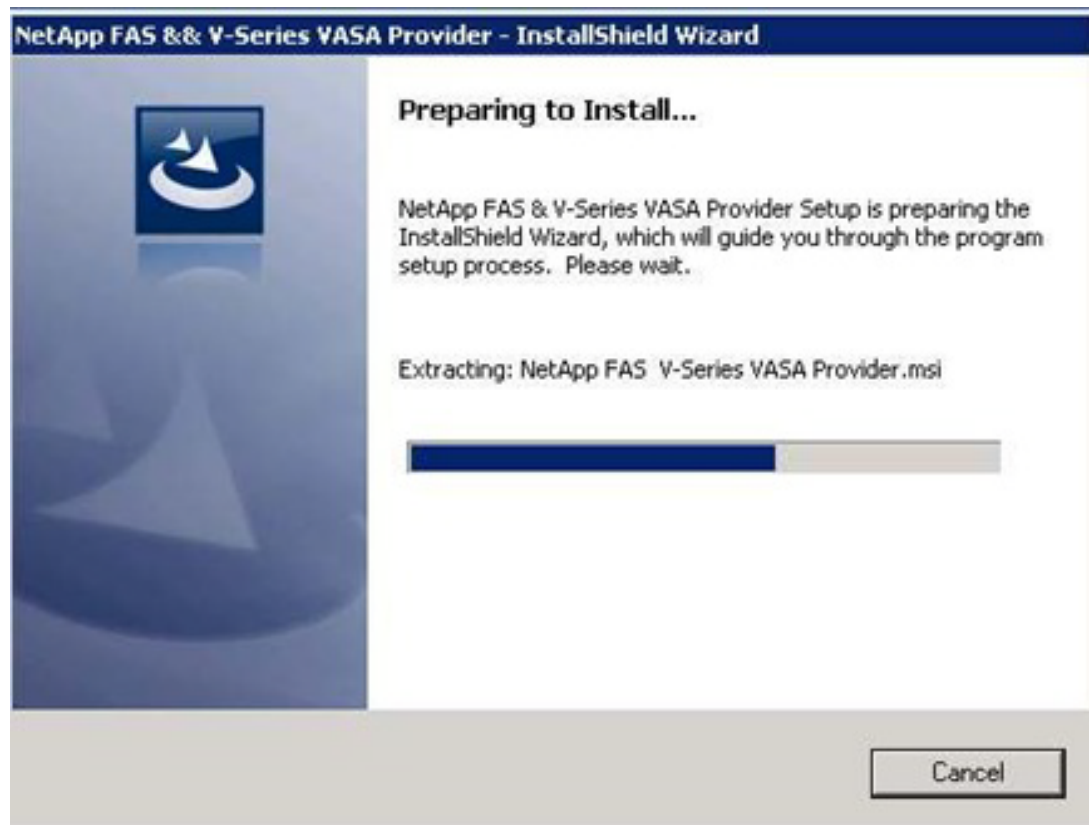 NetApp FAS && V-Series VASA Provider - InstallShield Wizard
Preparing to Install...
NetApp FAS & V-Series VASA Provider Setup is preparing the
InstallShield Wizard, which will guide you through the program
setup process.  Please wait.
Extracting: NetApp FAS  V-Series VASA Provider.msi
Cancel